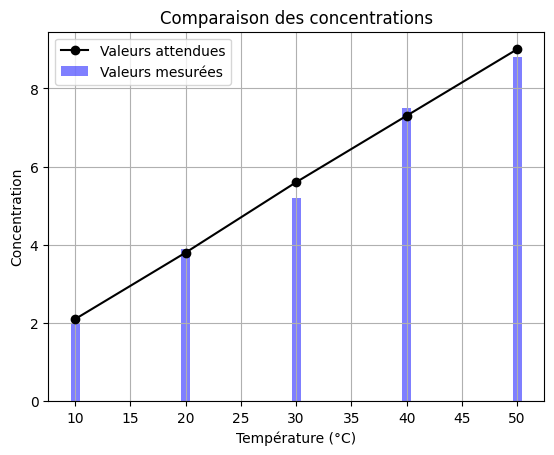 Comparaison des concentrations
Valeurs attendues
Valeurs mesurées
Concentration
8
6
4
2
0
10 15 20 25 30 35 40 45 50
Température (°C)